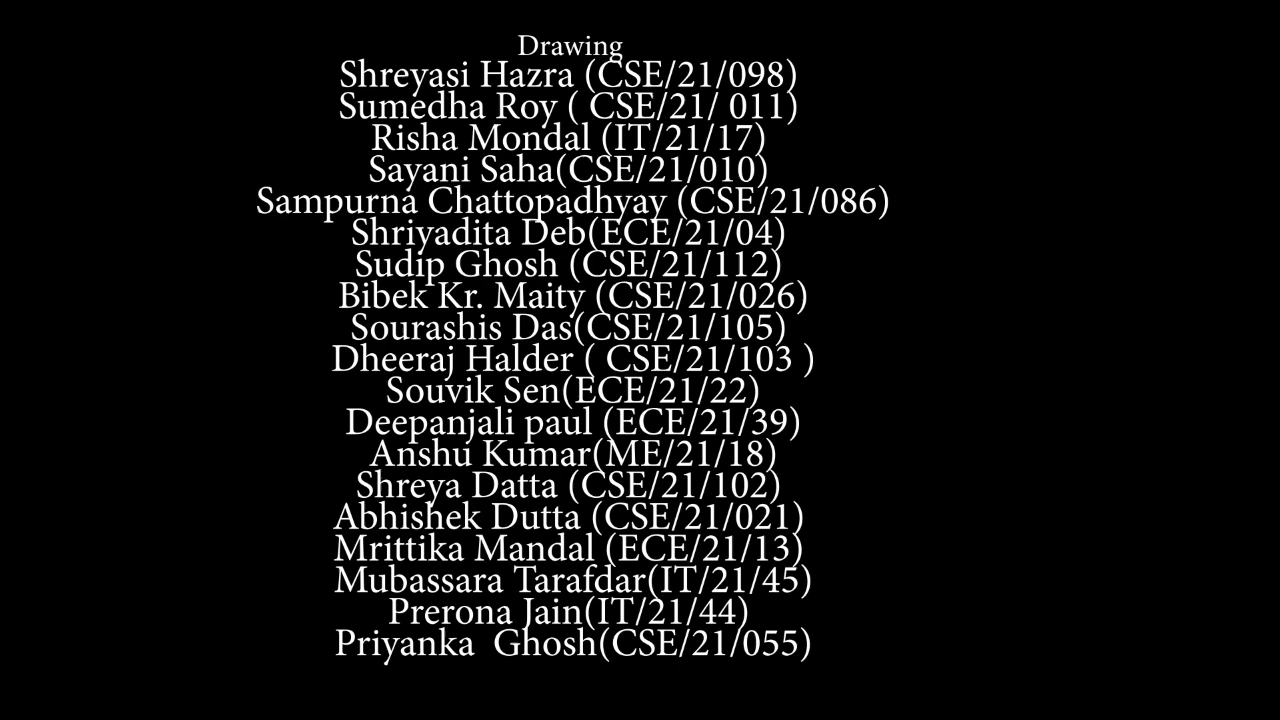 Drawing
Shreyasi Hazra (CSE/21/098)
Sumedha Roy ( CSE/21/ 011)
Risha Mondal (IT/21/17)
Sayani Saha(CSE/21/010)
Sampurna Chattopadhyay (CSE/21/086)
Shriyadita Deb(ECE/21/04)
Sudip Ghosh (CSE/21/112)
Bibek Kr. Maity (CSE/21/026)
Sourashis Das(CSE/21/105)
Dheeraj Halder ( CSE/21/103 )
Souvik Sen(ECE/21/22)
Deepanjali paul (ECE/21/39)
Anshu Kumar(ME/21/18)
Shreya Datta (CSE/21/102)
Abhishek Dutta (CSE/21/021)
Mrittika Mandal (ECE/21/13)
Mubassara Tarafdar(IT/21/45)
Prerona Jain(IT/21/44)
Priyanka  Ghosh(CSE/21/055)